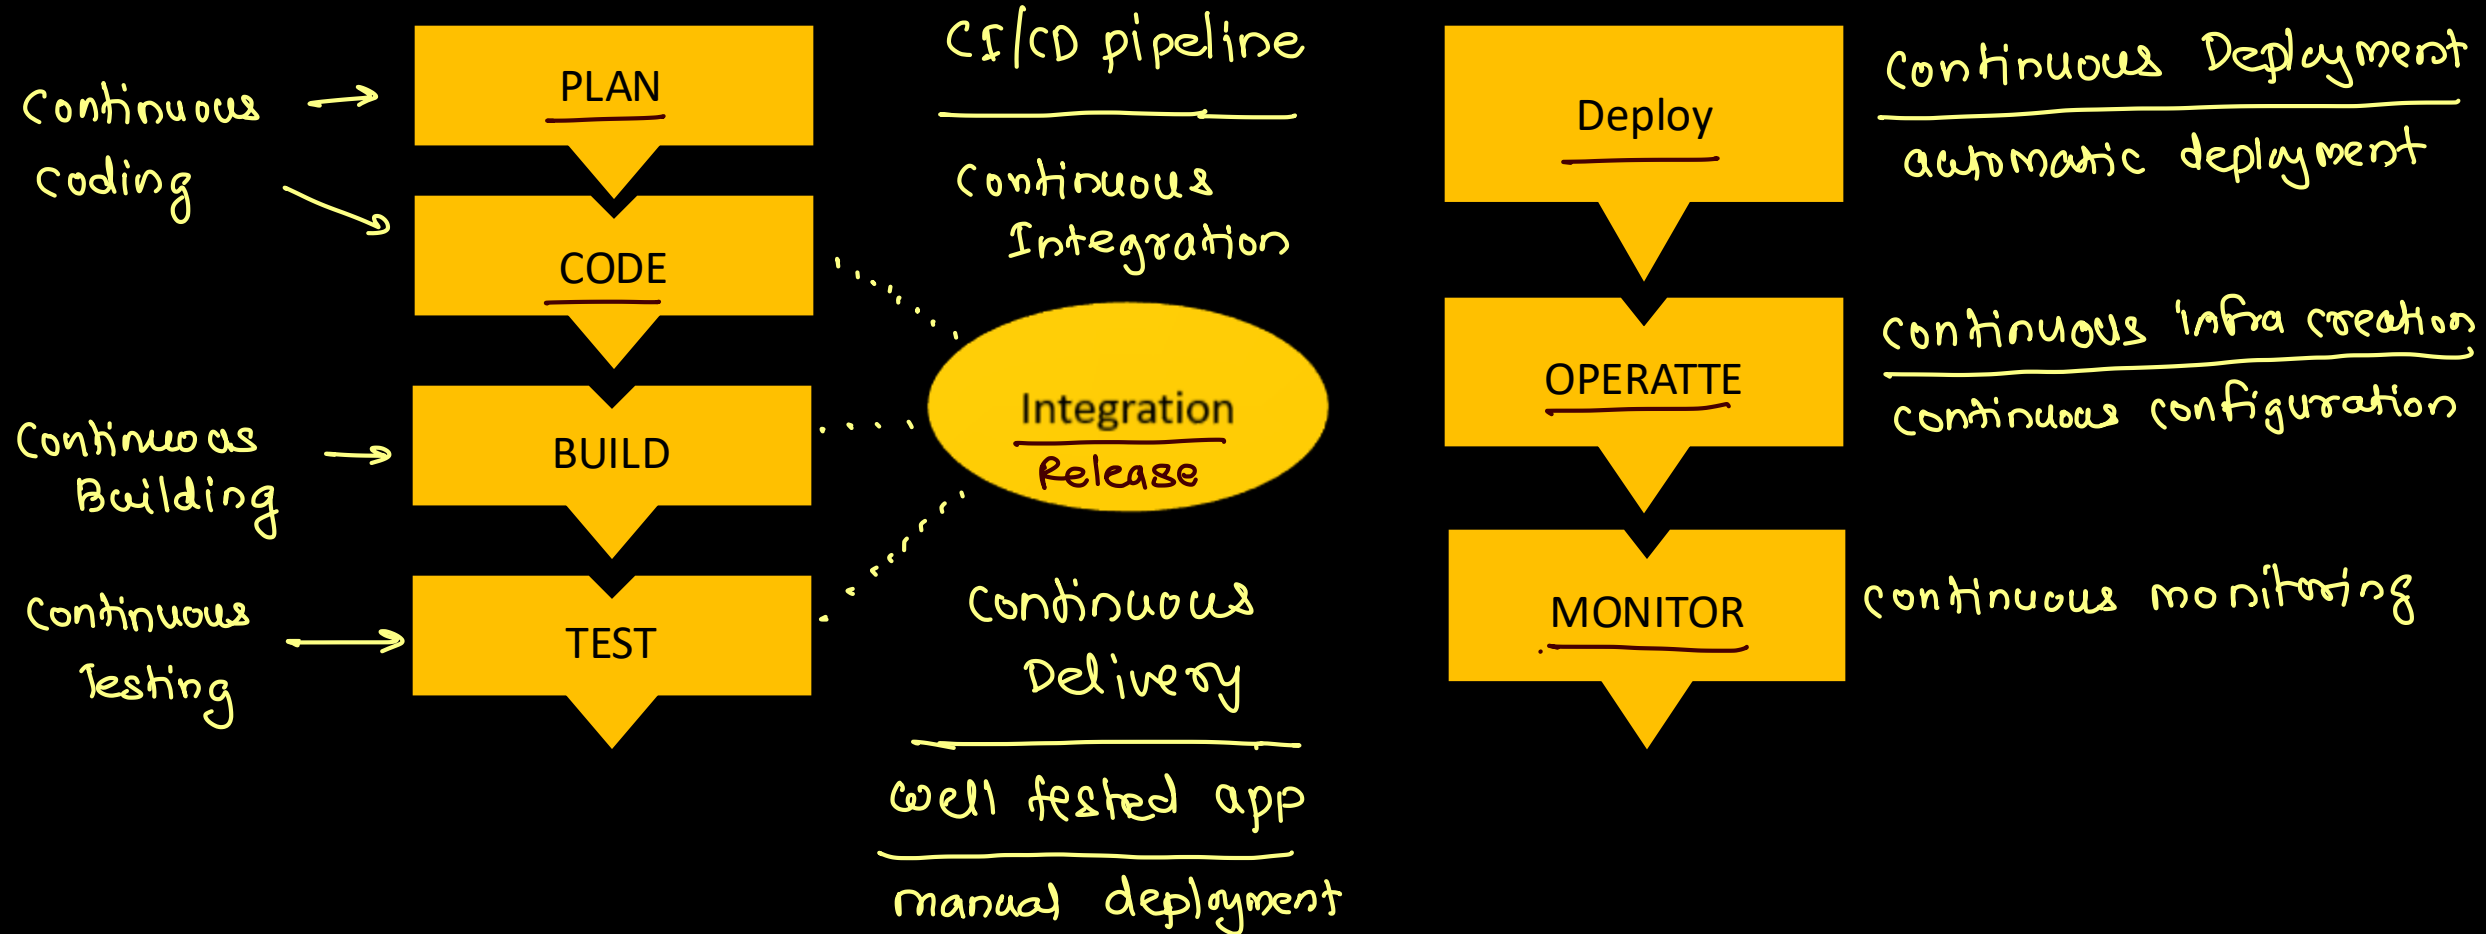 Continuous
Coding
PLAN
CODE
Continuoas
Building
BUILD
Continuous
Testing
TEST
CI/CD pipeline
Continuous
Integration
Integration
Release
Continuous
Delivery
well tested app
manual deployment
Deploy
Continuous Deployment
automatic deployment
OPERATTE
continuous infra creation
continuous configuration
MONITOR
continuous monitoring